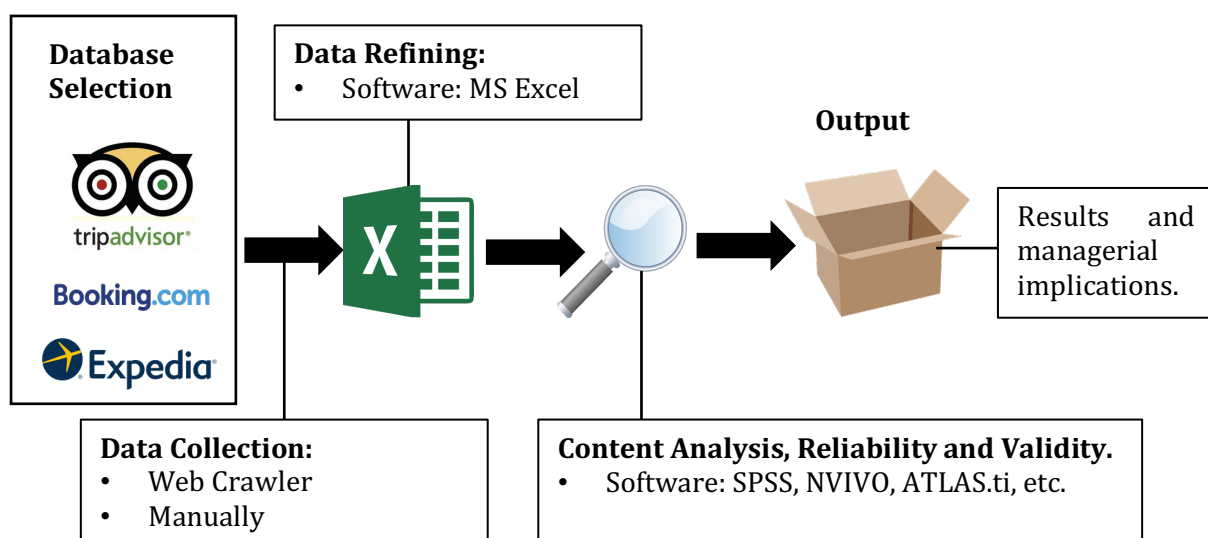 Database
Selection
tripadvisor®
Booking.com
Expedia®
Data Collection:
• Web Crawler
• Manually
Data Refining:
• Software: MS Excel
X
Content Analysis, Reliability and Validity.
• Software: SPSS, NVIVO, ATLAS.ti, etc.
Output
Results and
managerial
implications.